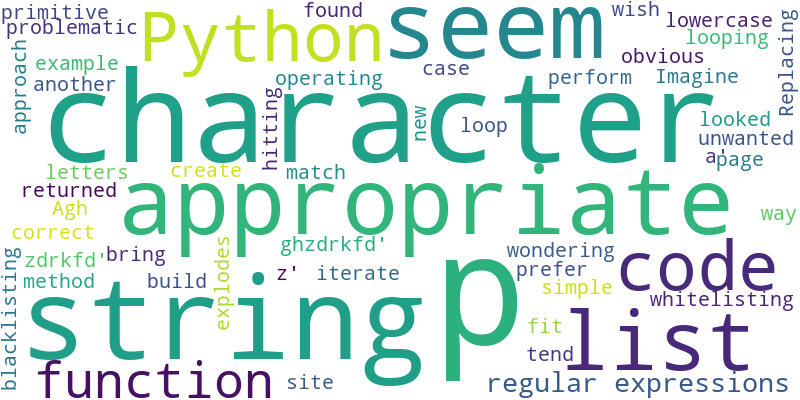 primitive
found
wish
Python
seem
lowercase
problematic
looping
Replacing
approach
example
case
obvious
another
operating
perform
Imagine
character
hitting
new
loop
looked
unwanted
letters
create
match
a'
page
returned
appropriate
Agh
way
correct
explodes
ghzdrkfd'
p
wondering
code
blacklisting
zdrkfd'
bring
method
build
z'
iterate
prefer
simple
whitelisting
string
list
fit
tend
function
site
regular expressions